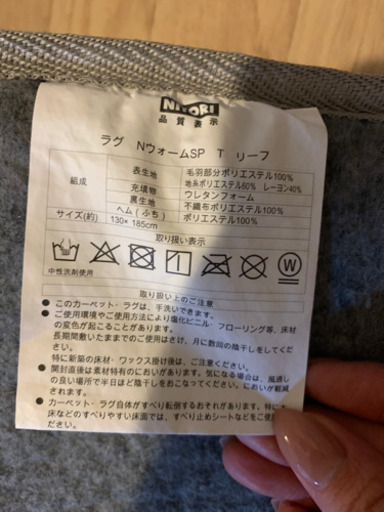 NITORI
品質表示
ラグ NウォームSP T リーフ
組成
表生地 毛羽部分ポリエステル100%
地糸ポリエステル60% レーヨン40%
充填物 ウレタンフォーム
裏生地 不織布ポリエステル100%
ヘム(ふち) ポリエステル100%
サイズ(約) 130×185cm
取り扱い表示
W
中性洗剤使用
取り扱い上のご注意
●このカーペット・ラグは、手洗いできます。
●ご使用環境やご使用方法により塩化ビニル・フローリング等、床材
の変色が起こることがあります。
長期間敷いたままでのご使用はさけ、月に数回の陰干しをしてくだ
さい。
特に新築の床材・ワックス掛け後は、ご注意ください。
●開封直後は素材特有のにおいがあります。気になる場合は、風通し
の良い場所で半日ほど陰干しをしてください。においが軽減
されます。
●カーペット・ラグ自体がすべり転倒するおそれがあります。特に
床などのすべりやすい床面では、すべり止めシートなどをご使
ください。